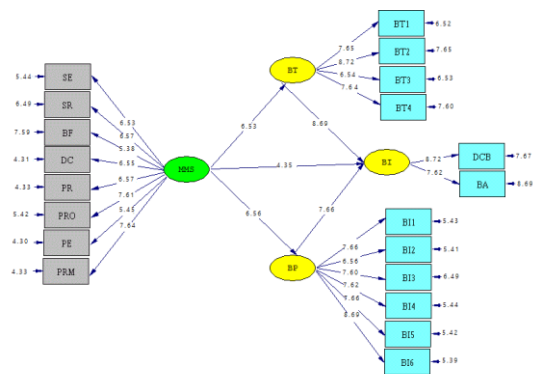 5.44 SE 6.53
6.49 SR 6.57
7.59 BF 5.38
4.31 DC 6.55
4.33 PR 6.57
5.42 PRO 7.61
4.30 PE 5.45
4.33 PRM 7.64
HHS
6.53
4.35
6.56
BT
8.69
BI
7.66
BP
7.65 BT1 6.52
8.72 BT2 7.65
6.54 BT3 6.53
7.64 BT4 7.60
8.72 DCB 7.67
7.62 BA 8.69
7.66 BI1 5.43
6.56 BI2 5.41
7.60 BI3 6.49
7.62 BI4 5.44
7.66 BI5 5.42
8.69 BI6 5.39